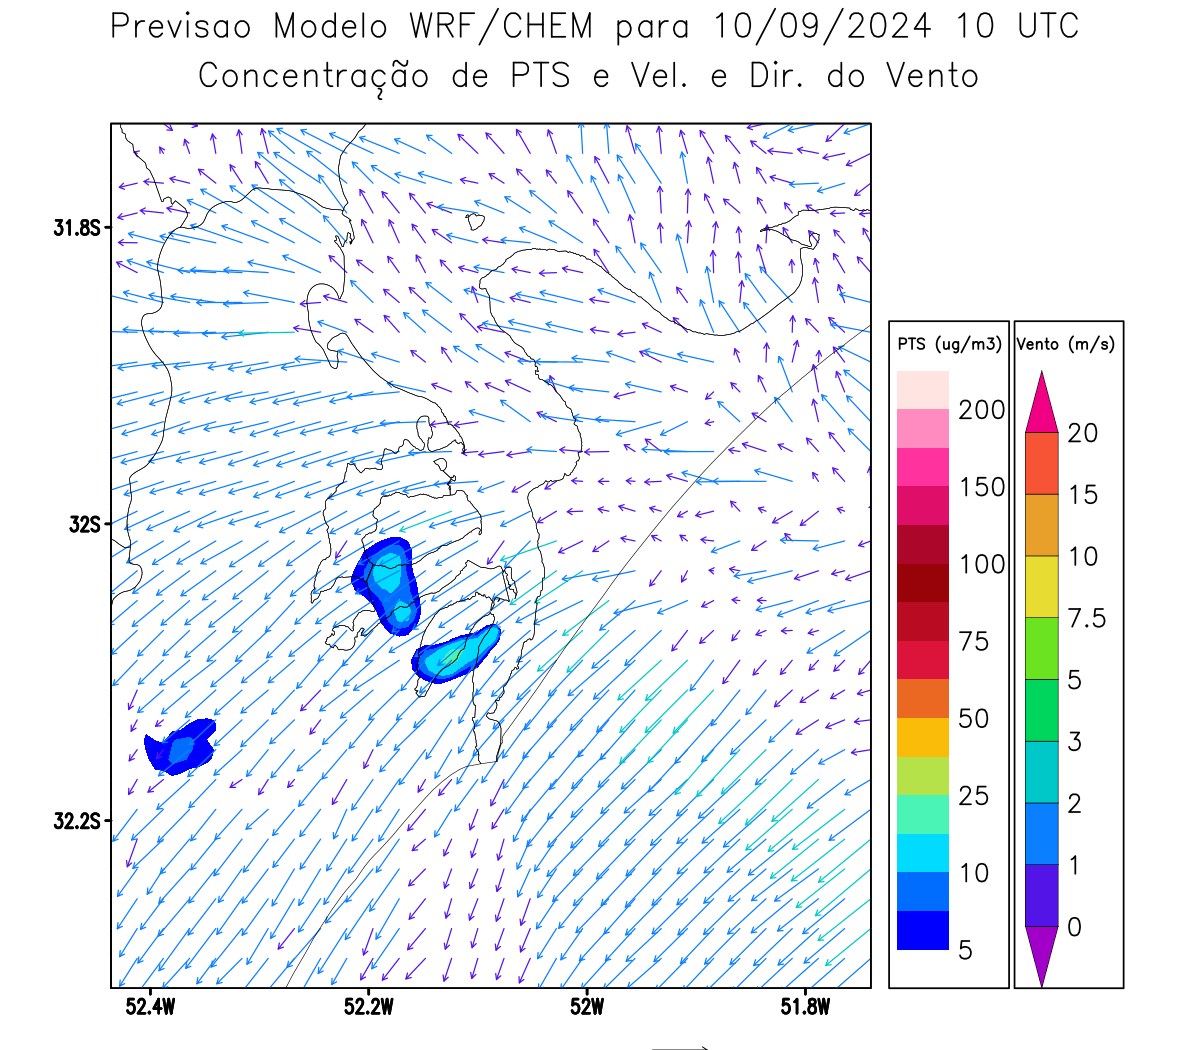 Previsao Modelo WRF/CHEM para 10/09/2024 10 UTC
Concentração de PTS e Vel. e Dir. do Vento
31.8S
32S
32.2S
52.4W
52.2W
52W
51.8W
PTS (ug/m3)
200
150
100
75
50
25
10
5
Vento (m/s)
20
15
10
7.5
5
3
2
1
0